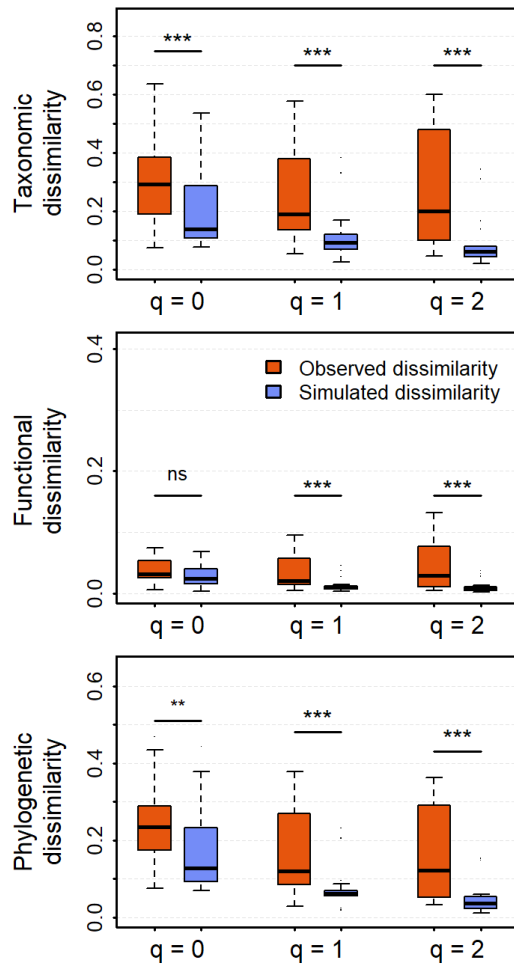 Taxonomic
dissimilarity
0.8
0.6
0.4
0.2
0.0
***
***
***
q = 0
q = 1
q = 2
Functional
dissimilarity
0.4
0.2
0.0
Observed dissimilarity
Simulated dissimilarity
ns
***
***
q = 0
q = 1
q = 2
Phylogenetic
dissimilarity
0.6
0.4
0.2
0.0
**
***
***
q = 0
q = 1
q = 2